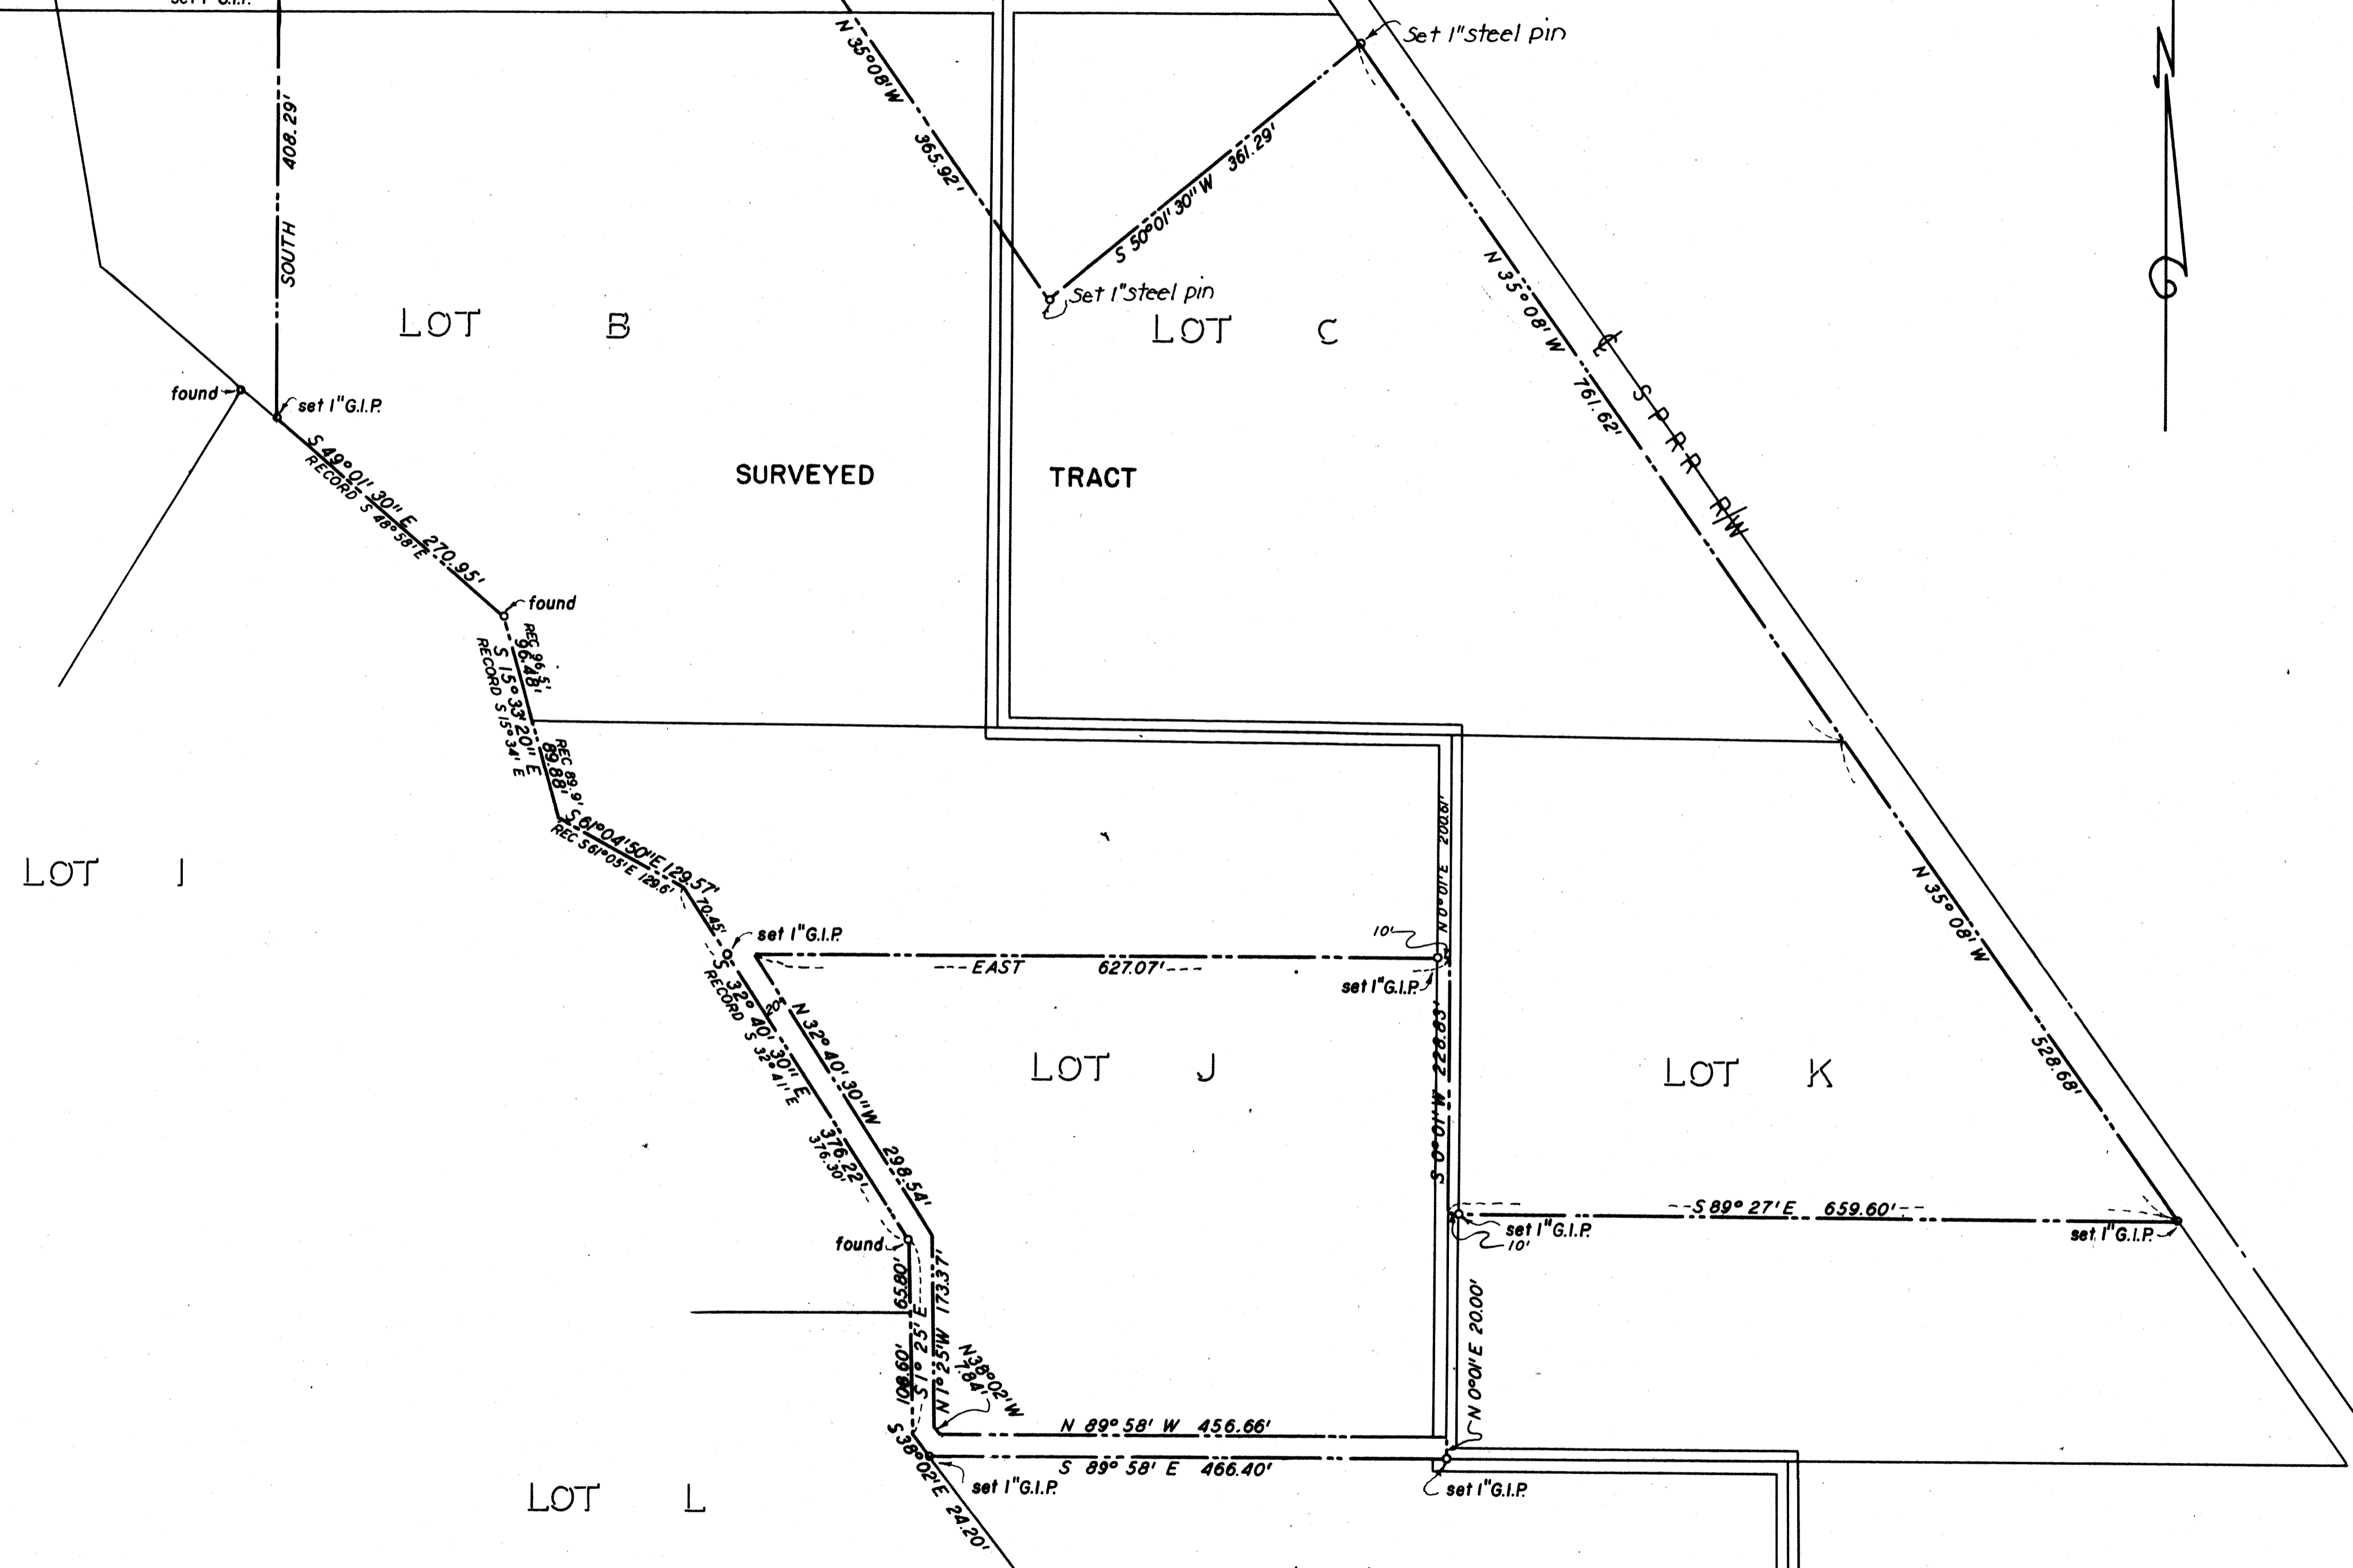 N 35°08' W 365.92'
Set 1" steel pin
SOUTH 408.29'
S 50°01' 30" W 361.29'
Set 1" steel pin
LOT B
LOT C
N 35°08' W 761.62'
℄ S P R R R/W
found
set 1" G.I.P.
S 49°01' 30" E 270.95'
RECORD S 48°58' E
SURVEYED TRACT
found
REC 96.5'
96.48'
S 15°33' 20" E
RECORD S 15°34' E
REC 89.9'
89.88'
S 61°04' 50" E 129.57'
REC S 61°05' E 129.6'
LOT 1
70.45'
set 1" G.I.P.
EAST 627.07'
10'
set 1" G.I.P.
N 0°01' E 200.61'
N 35°08' W 528.68'
20'
S 32°40' 30" E 376.22'
RECORD S 32°41' E 376.30'
N 32°40' 30" W 298.54'
LOT J
LOT K
S 0°01' W 228.83'
S 89°27' E 659.60'
set 1" G.I.P.
10'
set 1" G.I.P.
found
65.80'
108.60'
S 1°25' E
N 1°25' W 173.37'
N 38°02' W
7.84'
N 0°01' E 20.00'
N 89°58' W 456.66'
S 89°58' E 466.40'
set 1" G.I.P.
set 1" G.I.P.
S 38°02' E 24.20'
LOT L